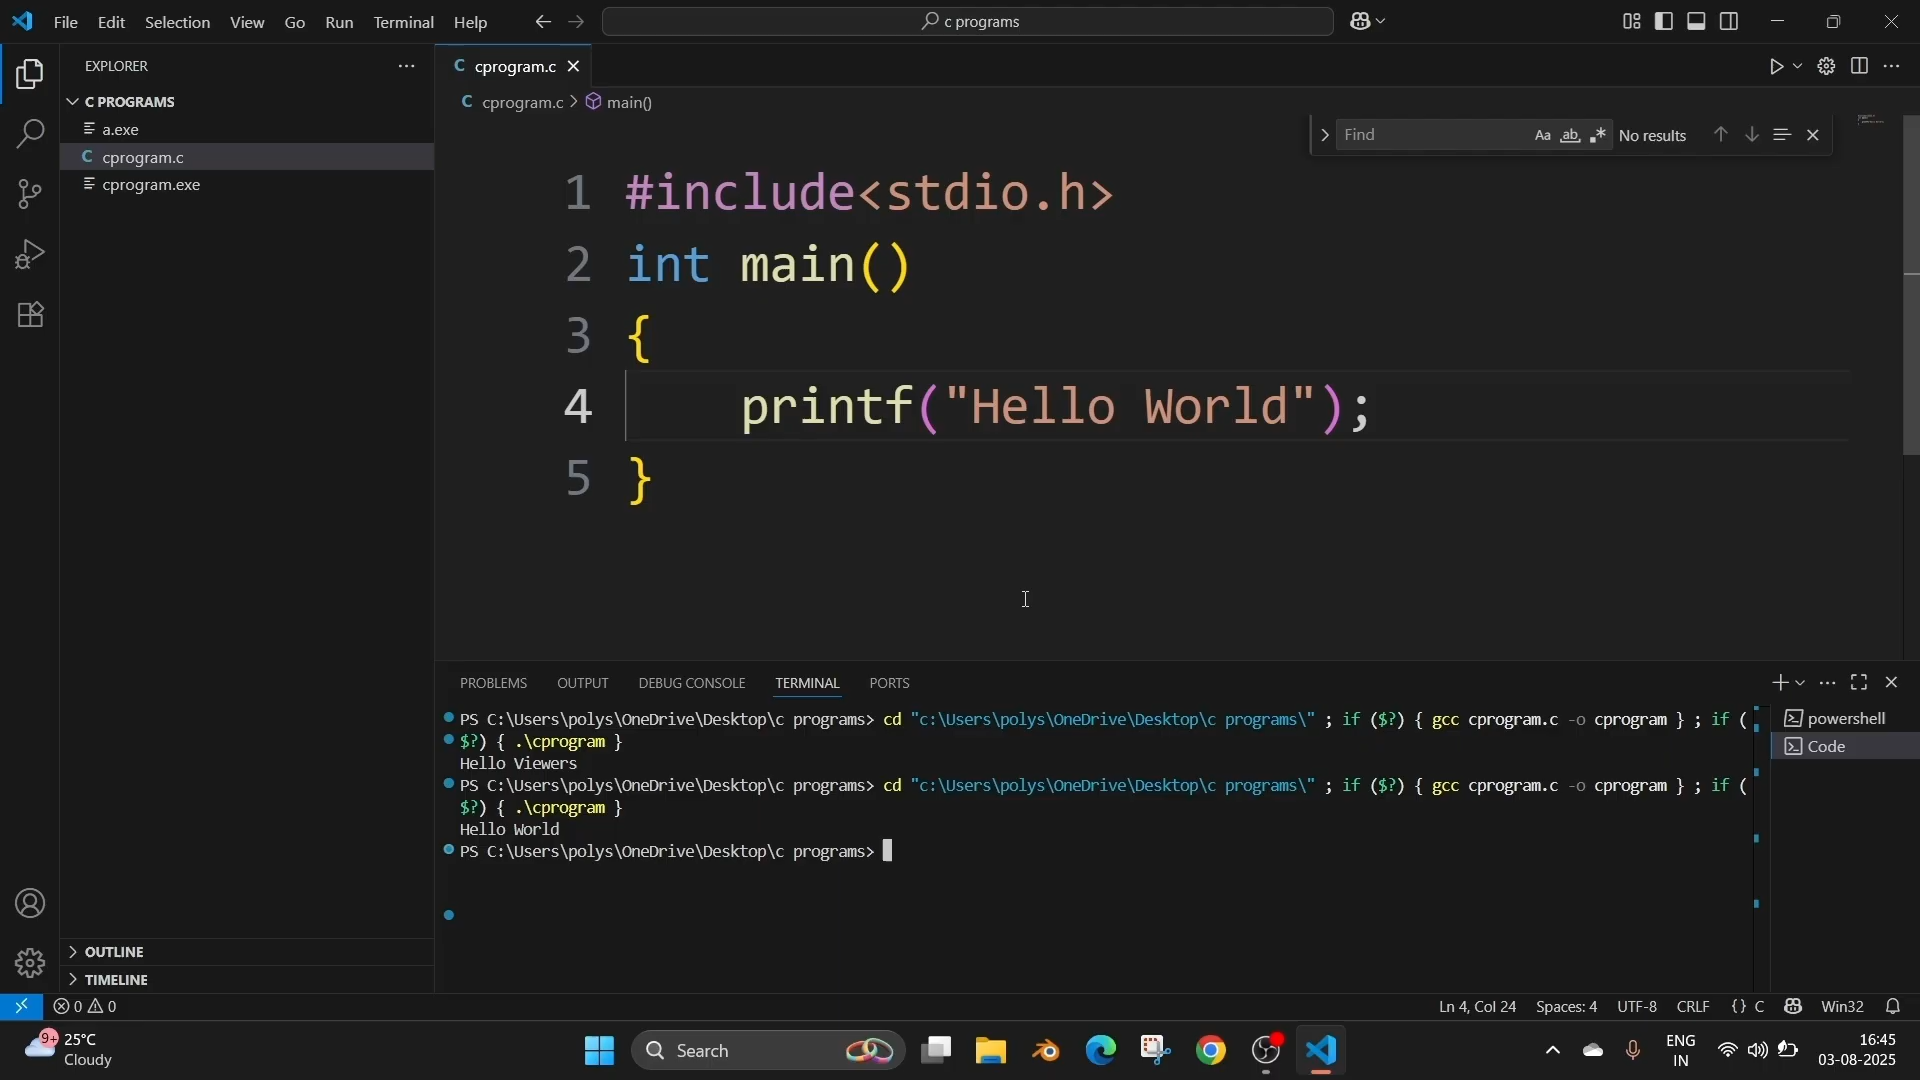 File Edit Selection View Go Run Terminal Help
c programs
EXPLORER
C PROGRAMS
a.exe
C cprogram.c
cprogram.exe
OUTLINE
TIMELINE
C cprogram.c
C cprogram.c > main()
Find Aa ab .* No results
1 #include<stdio.h>
2 int main()
3 {
4 printf("Hello World");
5 }
PROBLEMS OUTPUT DEBUG CONSOLE TERMINAL PORTS
PS C:\Users\polys\OneDrive\Desktop\c programs> cd "c:\Users\polys\OneDrive\Desktop\c programs\" ; if ($?) { gcc cprogram.c -o cprogram } ; if (
$?) { .\cprogram }
Hello Viewers
PS C:\Users\polys\OneDrive\Desktop\c programs> cd "c:\Users\polys\OneDrive\Desktop\c programs\" ; if ($?) { gcc cprogram.c -o cprogram } ; if (
$?) { .\cprogram }
Hello World
PS C:\Users\polys\OneDrive\Desktop\c programs>
powershell
Code
0 0
Ln 4, Col 24 Spaces: 4 UTF-8 CRLF {} C Win32
9+ 25°C
Cloudy
Search
ENG
IN
16:45
03-08-2025